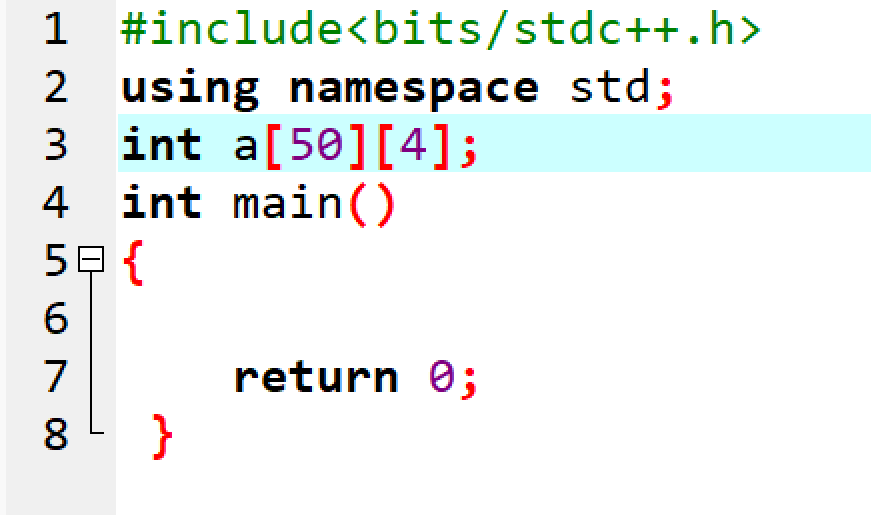 1 #include<bits/stdc++.h>
2 using namespace std;
3 int a[50][4];
4 int main()
5 {
6
7 return 0;
8 }